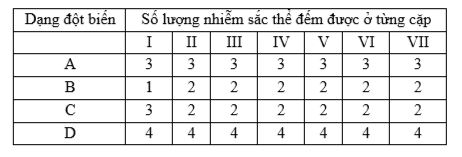 Dạng đột biến Số lượng nhiễm sắc thể đếm được ở từng cặp
I II III IV V VI VII
A 3 3 3 3 3 3 3
B 1 2 2 2 2 2 2
C 3 2 2 2 2 2 2
D 4 4 4 4 4 4 4